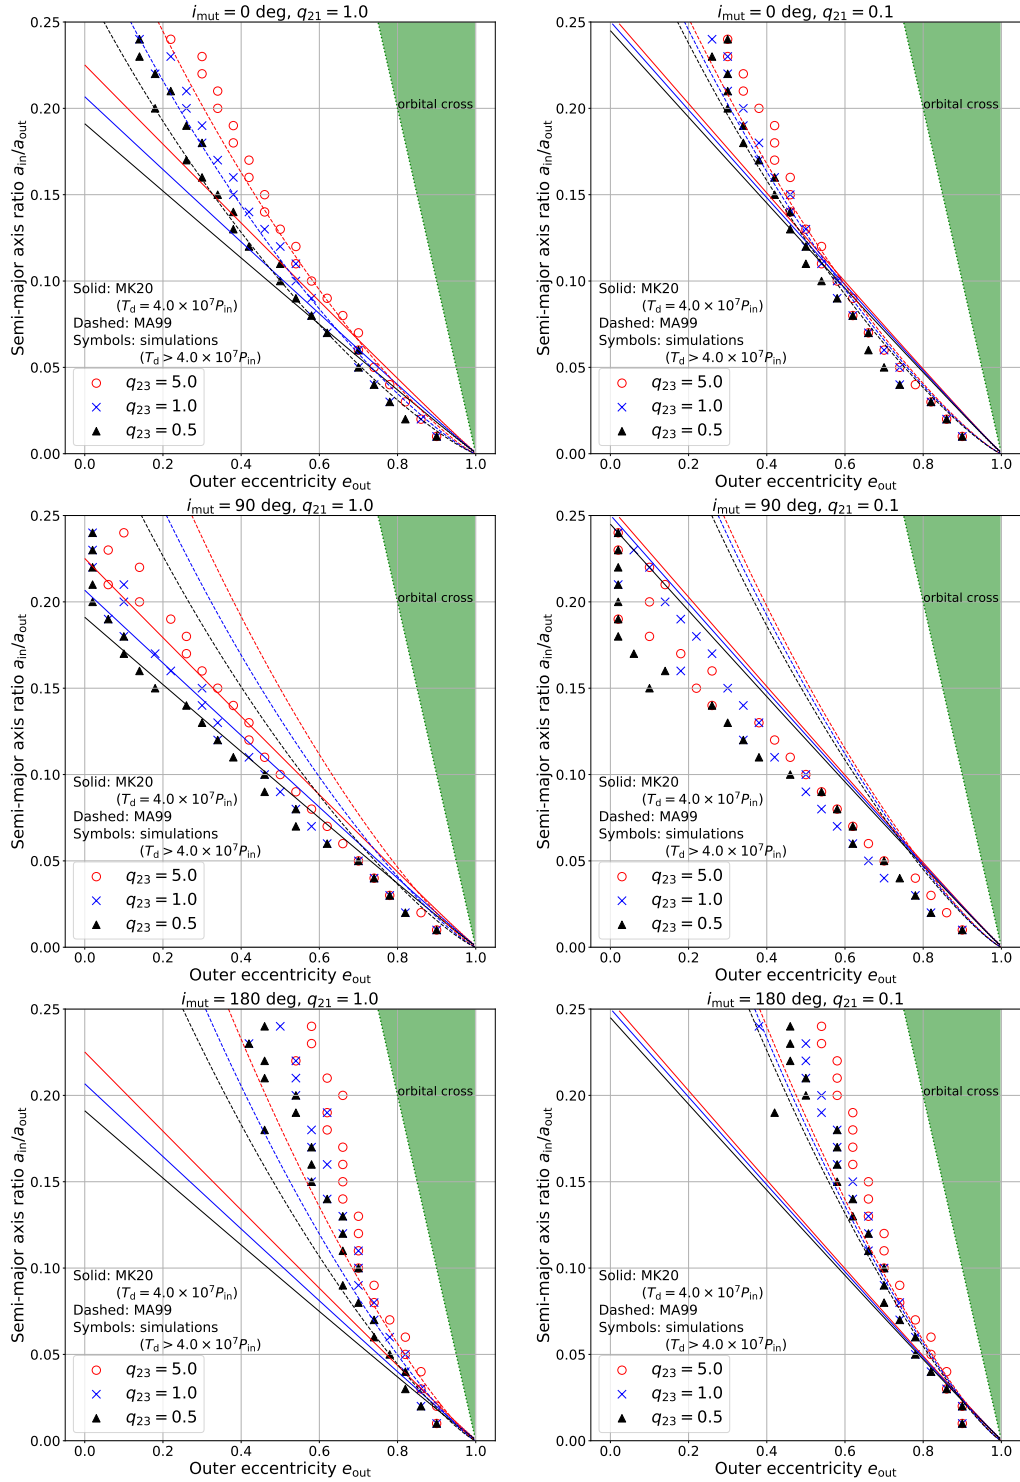 i_mut = 0 deg, q_21 = 1.0
0.25
0.20
0.15
0.10
0.05
0.00
Semi-major axis ratio a_in/a_out
orbital cross
Solid: MK20
(T_d = 4.0 × 10^7 P_in)
Dashed: MA99
Symbols: simulations
(T_d > 4.0 × 10^7 P_in)
q_23 = 5.0
q_23 = 1.0
q_23 = 0.5
0.0 0.2 0.4 0.6 0.8 1.0
Outer eccentricity e_out
i_mut = 0 deg, q_21 = 0.1
0.25
0.20
0.15
0.10
0.05
0.00
Semi-major axis ratio a_in/a_out
orbital cross
Solid: MK20
(T_d = 4.0 × 10^7 P_in)
Dashed: MA99
Symbols: simulations
(T_d > 4.0 × 10^7 P_in)
q_23 = 5.0
q_23 = 1.0
q_23 = 0.5
0.0 0.2 0.4 0.6 0.8 1.0
Outer eccentricity e_out
i_mut = 90 deg, q_21 = 1.0
0.25
0.20
0.15
0.10
0.05
0.00
Semi-major axis ratio a_in/a_out
orbital cross
Solid: MK20
(T_d = 4.0 × 10^7 P_in)
Dashed: MA99
Symbols: simulations
(T_d > 4.0 × 10^7 P_in)
q_23 = 5.0
q_23 = 1.0
q_23 = 0.5
0.0 0.2 0.4 0.6 0.8 1.0
Outer eccentricity e_out
i_mut = 90 deg, q_21 = 0.1
0.25
0.20
0.15
0.10
0.05
0.00
Semi-major axis ratio a_in/a_out
orbital cross
Solid: MK20
(T_d = 4.0 × 10^7 P_in)
Dashed: MA99
Symbols: simulations
(T_d > 4.0 × 10^7 P_in)
q_23 = 5.0
q_23 = 1.0
q_23 = 0.5
0.0 0.2 0.4 0.6 0.8 1.0
Outer eccentricity e_out
i_mut = 180 deg, q_21 = 1.0
0.25
0.20
0.15
0.10
0.05
0.00
Semi-major axis ratio a_in/a_out
orbital cross
Solid: MK20
(T_d = 4.0 × 10^7 P_in)
Dashed: MA99
Symbols: simulations
(T_d > 4.0 × 10^7 P_in)
q_23 = 5.0
q_23 = 1.0
q_23 = 0.5
0.0 0.2 0.4 0.6 0.8 1.0
Outer eccentricity e_out
i_mut = 180 deg, q_21 = 0.1
0.25
0.20
0.15
0.10
0.05
0.00
Semi-major axis ratio a_in/a_out
orbital cross
Solid: MK20
(T_d = 4.0 × 10^7 P_in)
Dashed: MA99
Symbols: simulations
(T_d > 4.0 × 10^7 P_in)
q_23 = 5.0
q_23 = 1.0
q_23 = 0.5
0.0 0.2 0.4 0.6 0.8 1.0
Outer eccentricity e_out